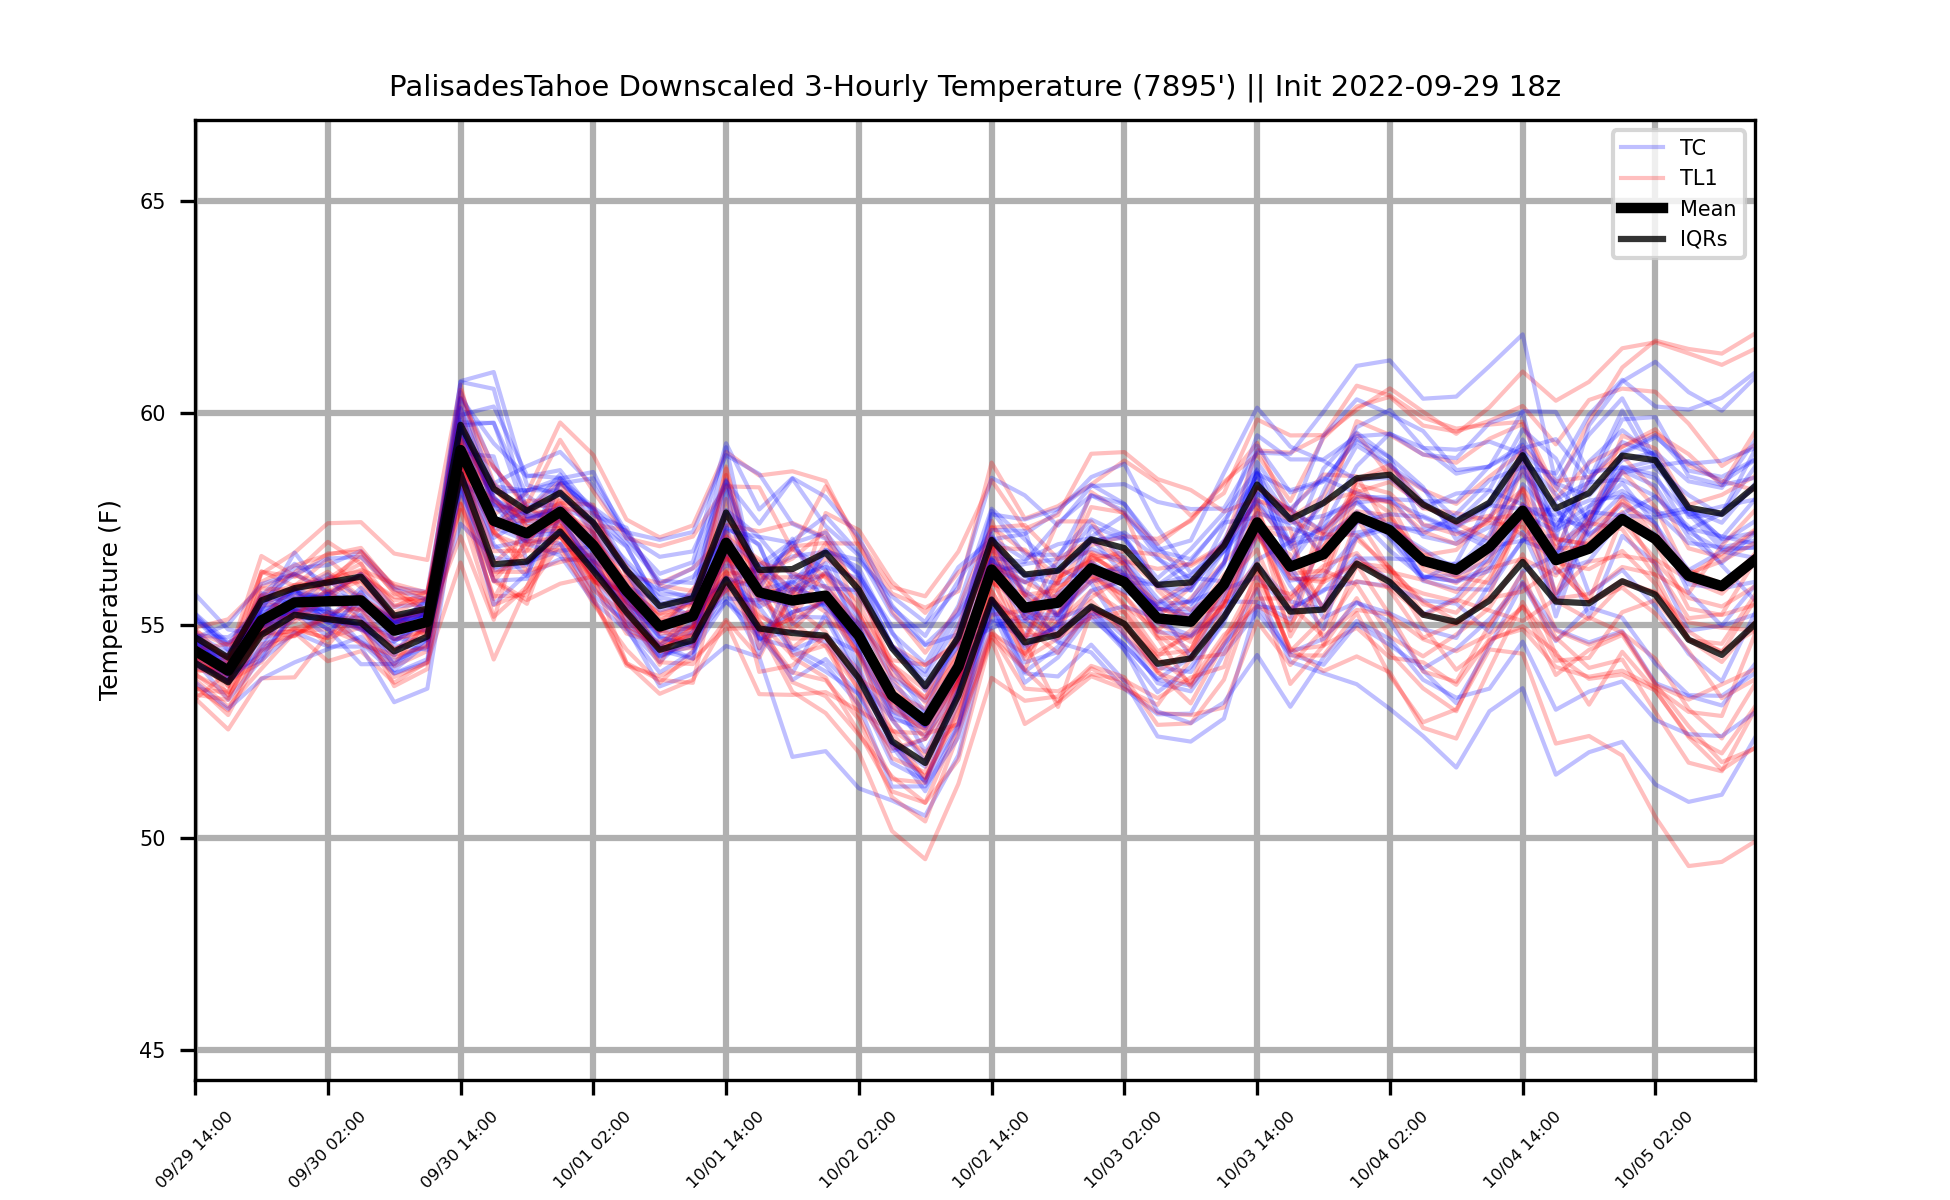 PalisadesTahoe Downscaled 3-Hourly Temperature (7895') || Init 2022-09-29 18z
TC
TL1
Mean
IQRs
Temperature (F)
65
60
55
50
45
09/29 14:00
09/30 02:00
09/30 14:00
10/01 02:00
10/01 14:00
10/02 02:00
10/02 14:00
10/03 02:00
10/03 14:00
10/04 02:00
10/04 14:00
10/05 02:00